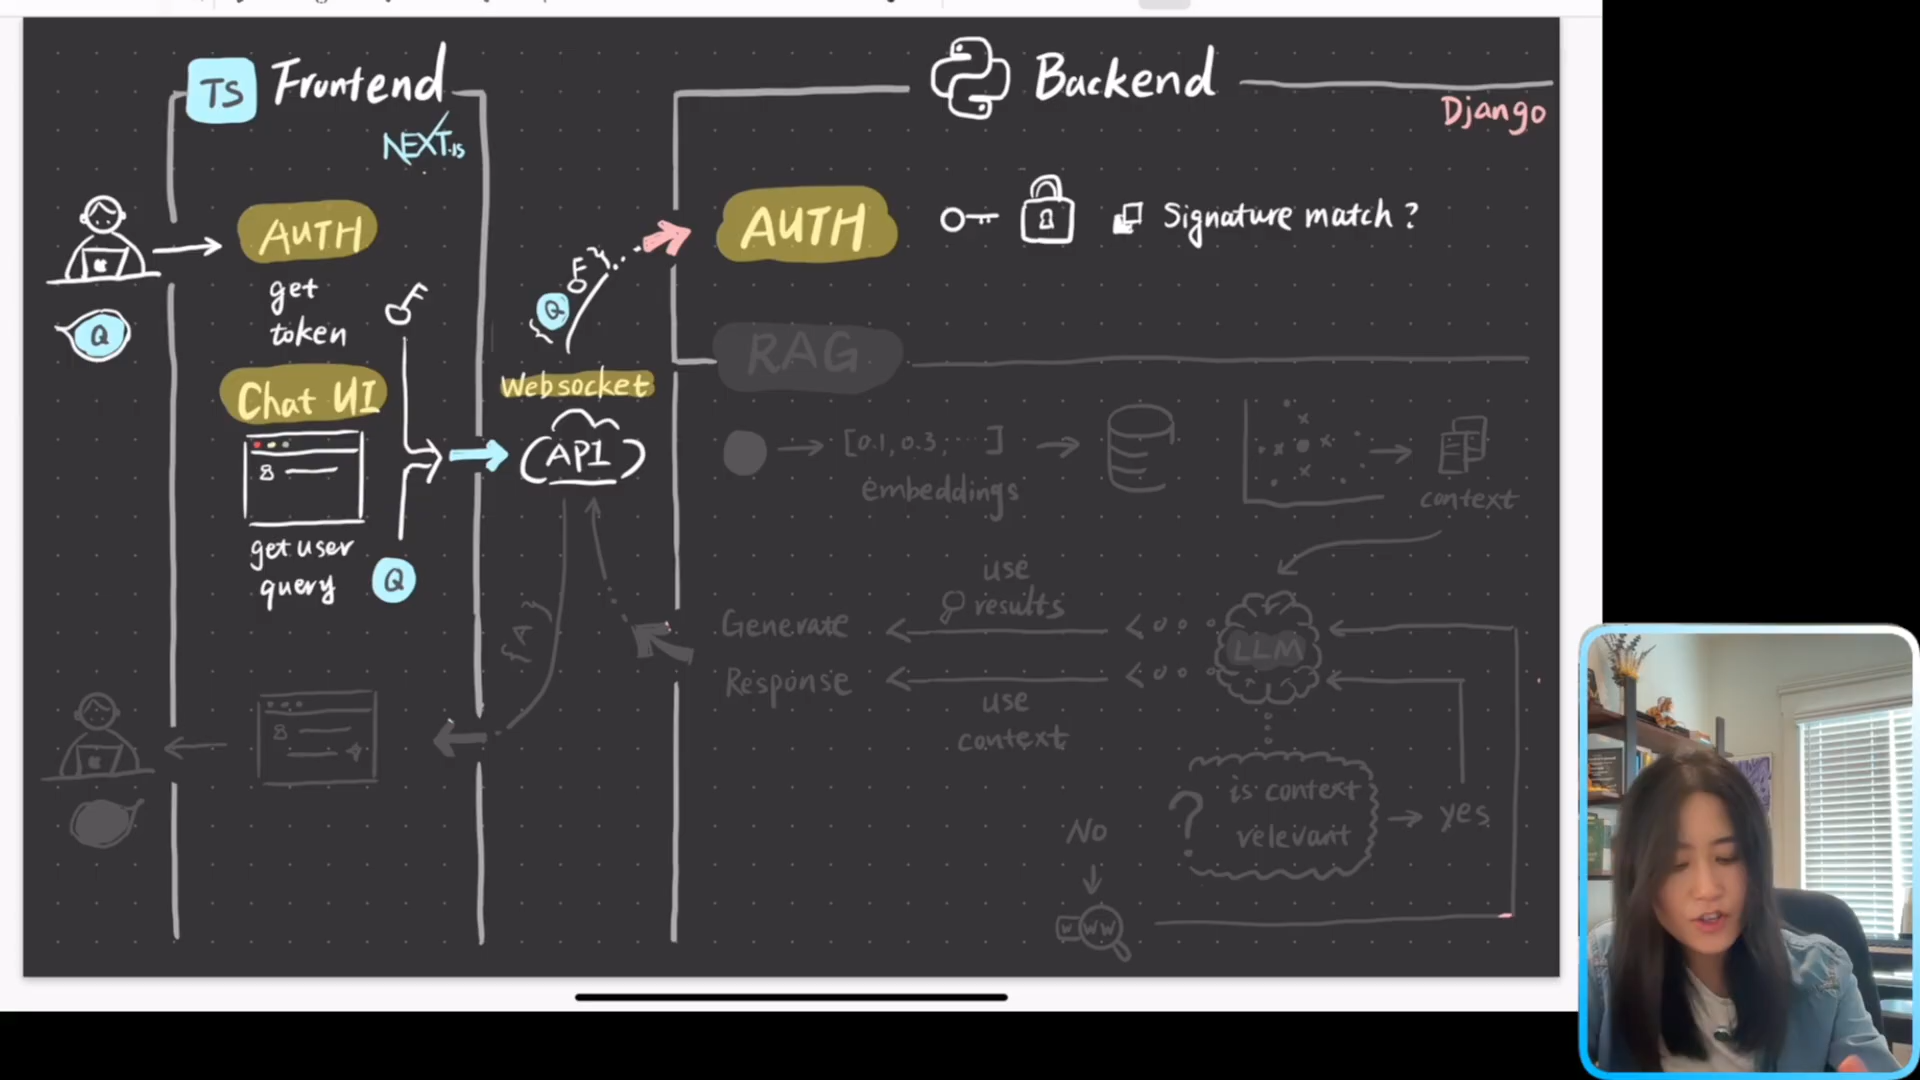 TS Frontend
NEXT.JS
AUTH
get
token
Q
Chat UI
8
get user
query
Q
Q
Websocket
API
{A}
8
Backend
Django
AUTH
Signature match?
RAG
[0.1, 0.3, ....]
embeddings
context
use
results
Generate
Response
use
context
LLM
? is context
relevant
yes
No
www